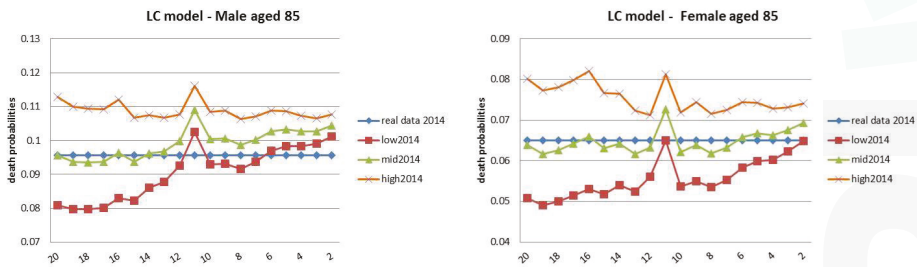 LC model - Male aged 85
0.13
0.12
0.11
0.1
0.09
0.08
0.07
death probabilities
20 18 16 14 12 10 8 6 4 2
real data 2014
low2014
mid2014
high2014
LC model - Female aged 85
0.09
0.08
0.07
0.06
0.05
0.04
death probabilities
20 18 16 14 12 10 8 6 4 2
real data 2014
low2014
mid2014
high2014